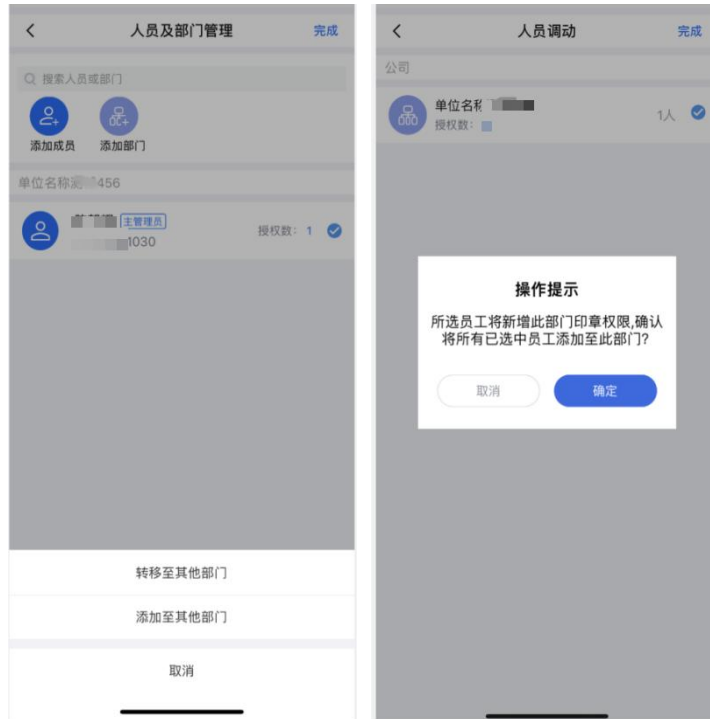 人员及部门管理
完成
搜索人员或部门
添加成员
添加部门
单位名称测 456
主管理员
1030
授权数: 1
转移至其他部门
添加至其他部门
取消
人员调动
完成
公司
单位名称
授权数:
1人
操作提示
所选员工将新增此部门印章权限,确认
将所有已选中员工添加至此部门?
取消
确定